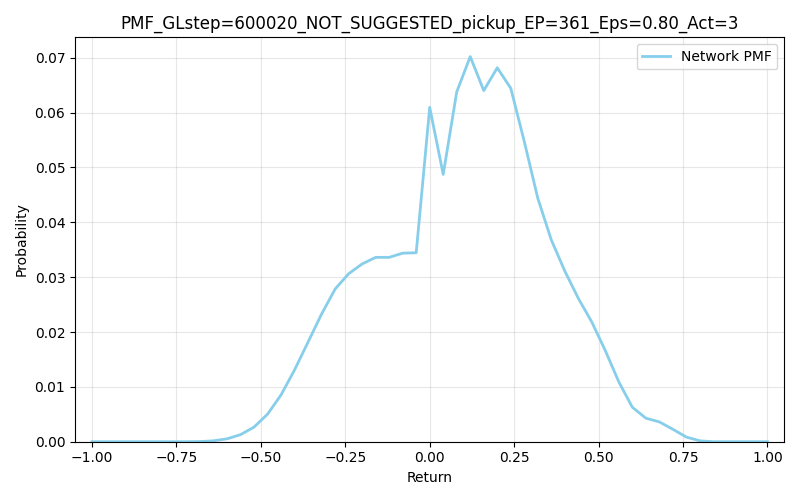 PMF_GLstep=600020_NOT_SUGGESTED_pickup_EP=361_Eps=0.80_Act=3
Network PMF
0.07
0.06
0.05
0.04
0.03
0.02
0.01
0.00
Probability
−1.00 −0.75 −0.50 −0.25 0.00 0.25 0.50 0.75 1.00
Return